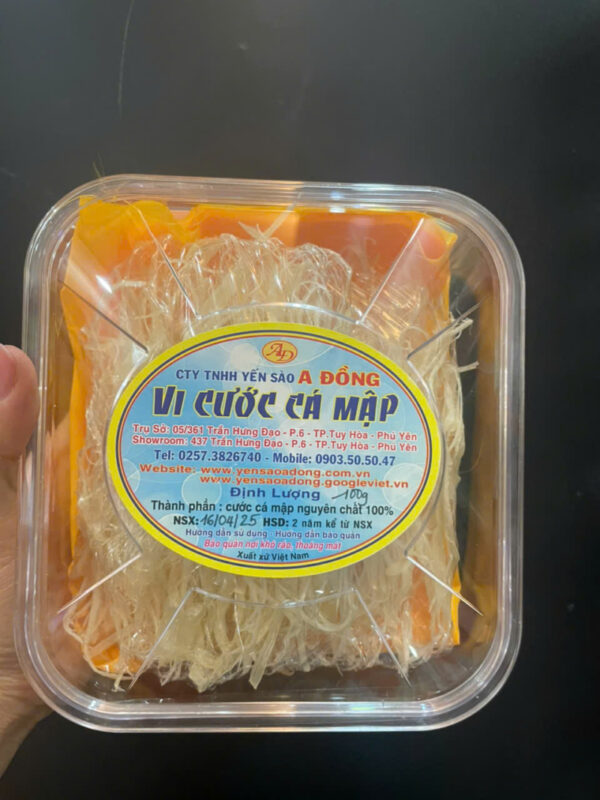 AĐ
CTY TNHH YẾN SÀO A ĐỒNG
VI CƯỚC CÁ MẬP
Trụ Sở: 05/361 Trần Hưng Đạo - P.6 - TP.Tuy Hòa - Phú Yên
Showroom: 437 Trần Hưng Đạo - P.6 - TP.Tuy Hòa - Phú Yên
Tel: 0257.3826740 - Mobile: 0903.50.50.47
Website: www.yensaoadong.com.vn
www.yensaoadong.googleviet.vn
Định Lượng 100g
Thành phần : cước cá mập nguyên chất 100%
NSX: 16/04/25 HSD: 2 năm kể từ NSX
Hướng dẫn sử dụng Hướng dẫn bảo quản
Bảo quản nơi khô ráo, thoáng mát
Xuất xứ Việt Nam